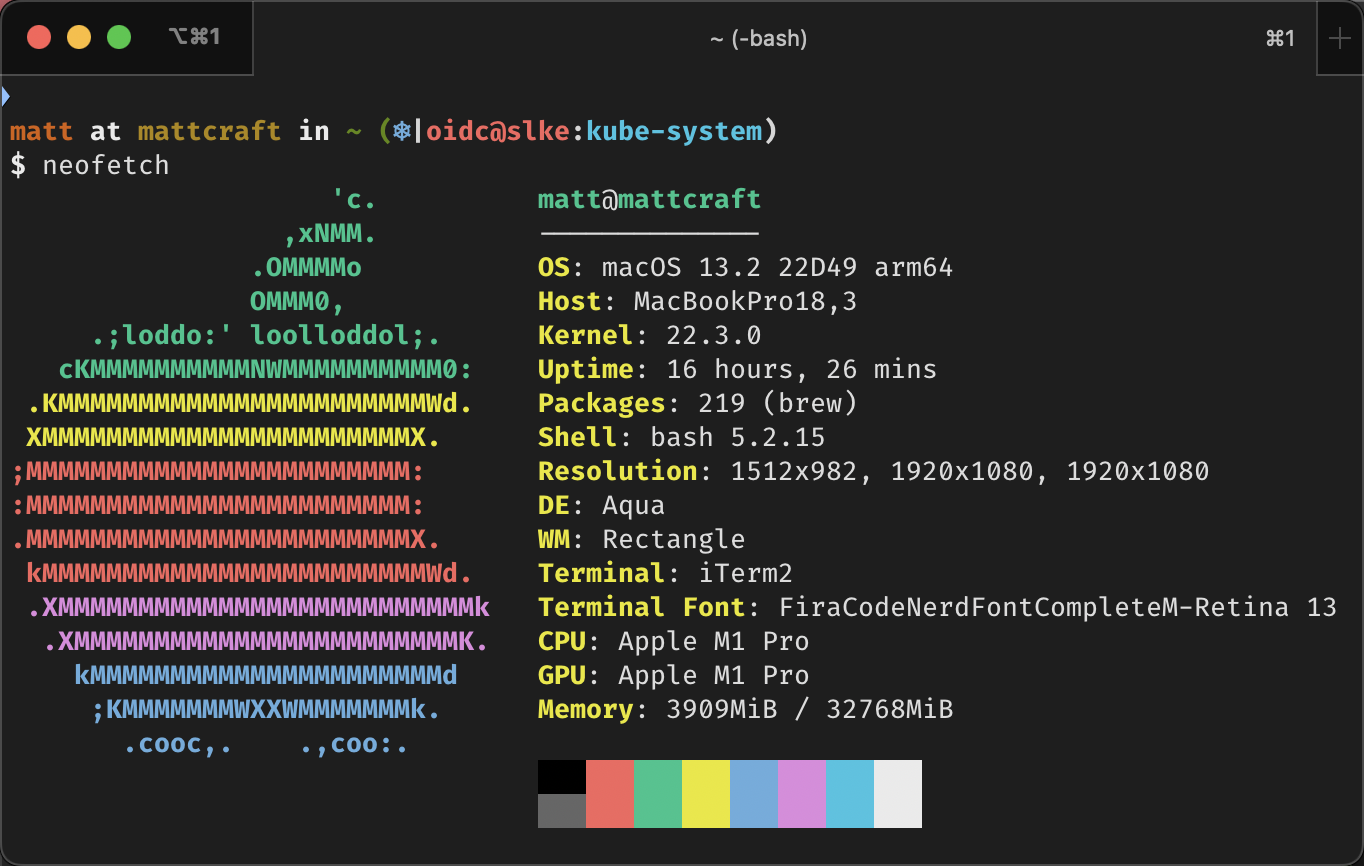 ⌥⌘1 ~ (-bash) ⌘1 +
matt at mattcraft in ~ (⎈|oidc@slke:kube-system)
$ neofetch
                    'c.          matt@mattcraft
                 ,xNMM.          --------------
               .OMMMMo           OS: macOS 13.2 22D49 arm64
               OMMM0,            Host: MacBookPro18,3
     .;loddo:' loolloddol;.      Kernel: 22.3.0
   cKMMMMMMMMMMNWMMMMMMMMMM0:    Uptime: 16 hours, 26 mins
 .KMMMMMMMMMMMMMMMMMMMMMMMWd.    Packages: 219 (brew)
 XMMMMMMMMMMMMMMMMMMMMMMMX.      Shell: bash 5.2.15
;MMMMMMMMMMMMMMMMMMMMMMMM:       Resolution: 1512x982, 1920x1080, 1920x1080
:MMMMMMMMMMMMMMMMMMMMMMMM:       DE: Aqua
.MMMMMMMMMMMMMMMMMMMMMMMMX.      WM: Rectangle
 kMMMMMMMMMMMMMMMMMMMMMMMMWd.    Terminal: iTerm2
 .XMMMMMMMMMMMMMMMMMMMMMMMMMMk   Terminal Font: FiraCodeNerdFontCompleteM-Retina 13
  .XMMMMMMMMMMMMMMMMMMMMMMMMK.   CPU: Apple M1 Pro
    kMMMMMMMMMMMMMMMMMMMMMMd     GPU: Apple M1 Pro
     ;KMMMMMMMWXXWMMMMMMMk.      Memory: 3909MiB / 32768MiB
       .cooc,.    .,coo:.